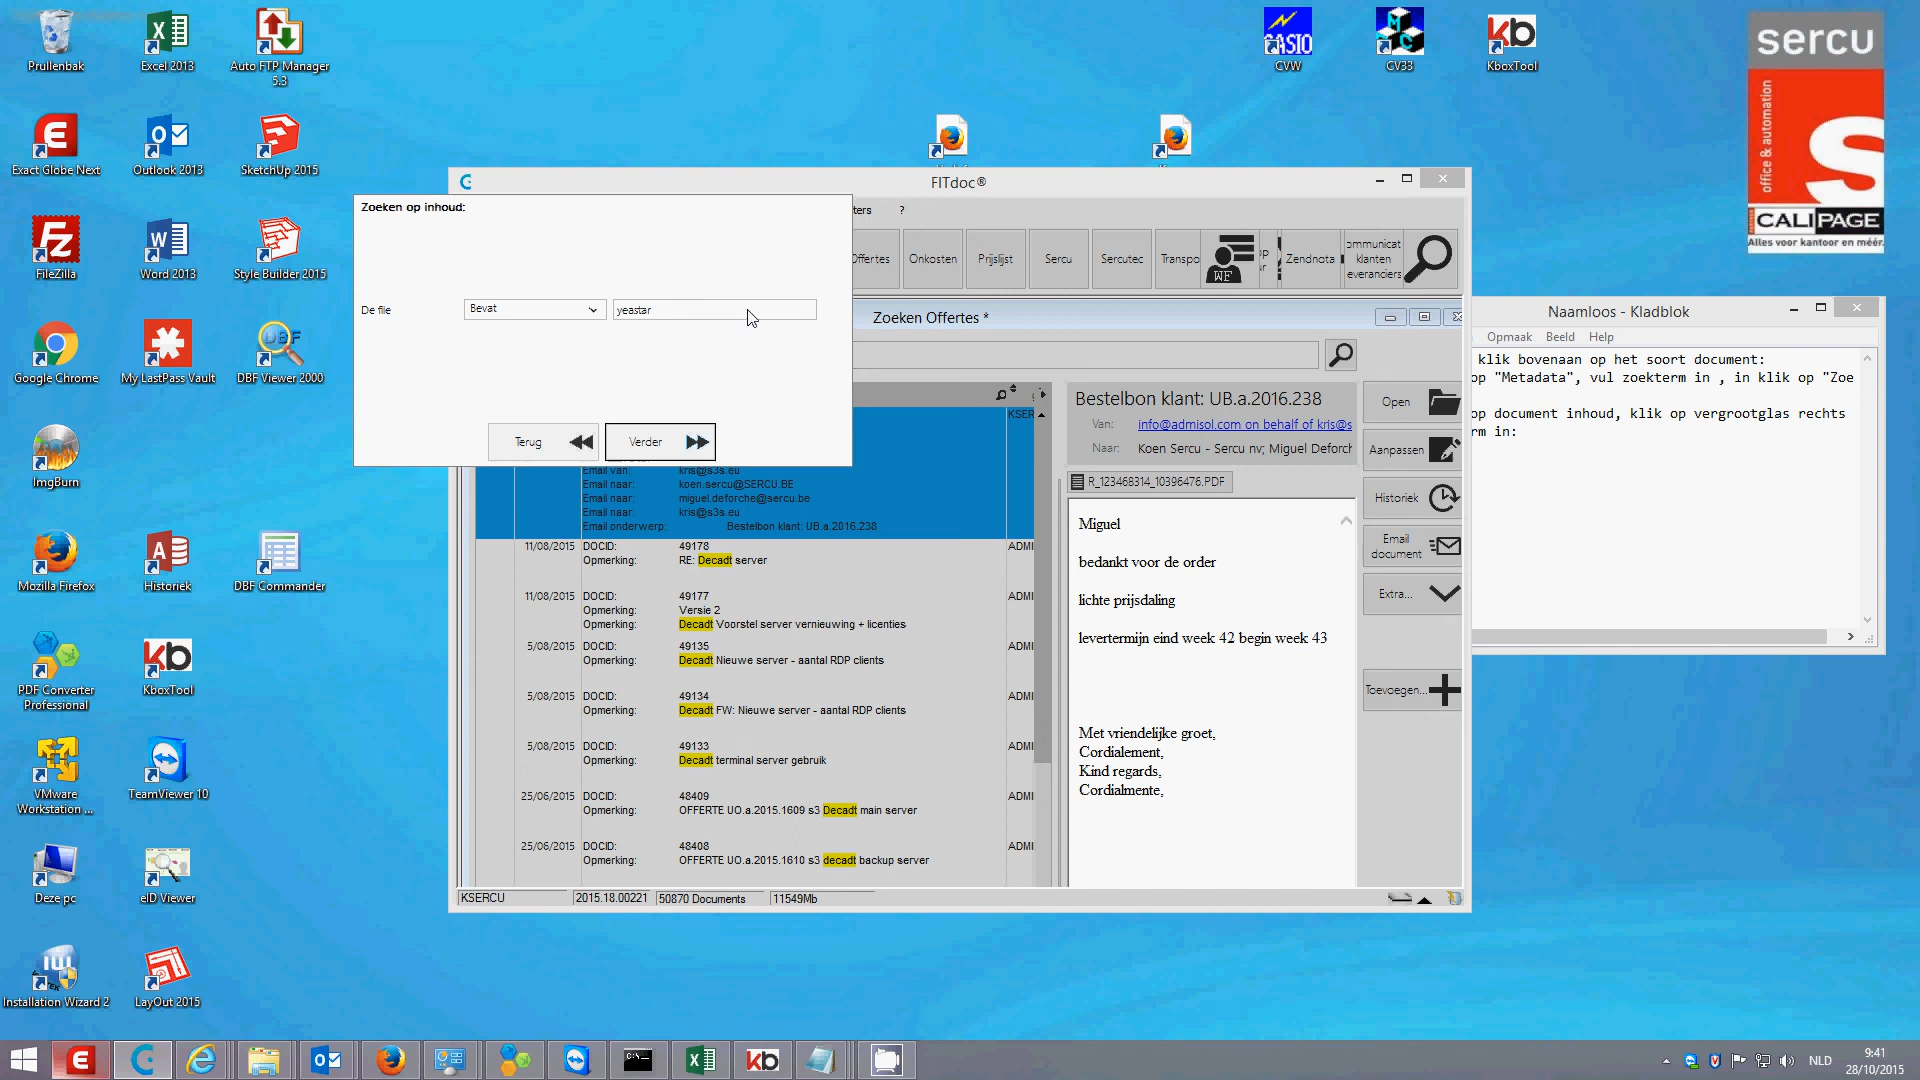 Prullenbak
Excel 2013
Auto FTP Manager
5.3
CVW
CV33
KboxTool
sercu
office & automation
CALIPAGE
Alles voor kantoor en méér.
Exact Globe Next
Outlook 2013
SketchUp 2015
FileZilla
Word 2013
Style Builder 2015
Google Chrome
My LastPass Vault
DBF Viewer 2000
ImgBurn
Mozilla Firefox
Historiek
DBF Commander
PDF Converter
Professional
KboxTool
VMware
Workstation ...
TeamViewer 10
Deze pc
eID Viewer
Installation Wizard 2
LayOut 2015
FITdoc®
Zoeken op inhoud:
De file
Bevat
yeastar
Terug
Verder
ters
?
Offertes
Onkosten
Prijslijst
Sercu
Sercutec
Transpo
WF
Zendnota
ommunicat
klanten
everanciers
Zoeken Offertes *
KSER
Email van: kris@s3s.eu
Email naar: koen.sercu@SERCU.BE
Email naar: miguel.deforche@sercu.be
Email naar: kris@s3s.eu
Email onderwerp: Bestelbon klant: UB.a.2016.238
11/08/2015 DOCID: 49178 ADMI
Opmerking: RE: Decadt server
11/08/2015 DOCID: 49177 ADMI
Opmerking: Versie 2
Opmerking: Decadt Voorstel server vernieuwing + licenties
5/08/2015 DOCID: 49135 ADMI
Opmerking: Decadt Nieuwe server - aantal RDP clients
5/08/2015 DOCID: 49134 ADMI
Opmerking: Decadt FW: Nieuwe server - aantal RDP clients
5/08/2015 DOCID: 49133 ADMI
Opmerking: Decadt terminal server gebruik
25/06/2015 DOCID: 48409 ADMI
Opmerking: OFFERTE UO.a.2015.1609 s3 Decadt main server
25/06/2015 DOCID: 48408 ADMI
Opmerking: OFFERTE UO.a.2015.1610 s3 decadt backup server
Bestelbon klant: UB.a.2016.238
Van: info@admisol.com on behalf of kris@s
Naar: Koen Sercu - Sercu nv; Miguel Deforch
R_123468314_10396476.PDF
Miguel
bedankt voor de order
lichte prijsdaling
levertermijn eind week 42 begin week 43
Met vriendelijke groet,
Cordialement,
Kind regards,
Cordialmente,
Open
Aanpassen
Historiek
Email
document
Extra...
Toevoegen...
KSERCU
2015.18.00221
50870 Documents
11549Mb
Naamloos - Kladblok
Opmaak Beeld Help
klik bovenaan op het soort document:
op "Metadata", vul zoekterm in , in klik op "Zoe
op document inhoud, klik op vergrootglas rechts
rm in:
NLD
9:41
28/10/2015